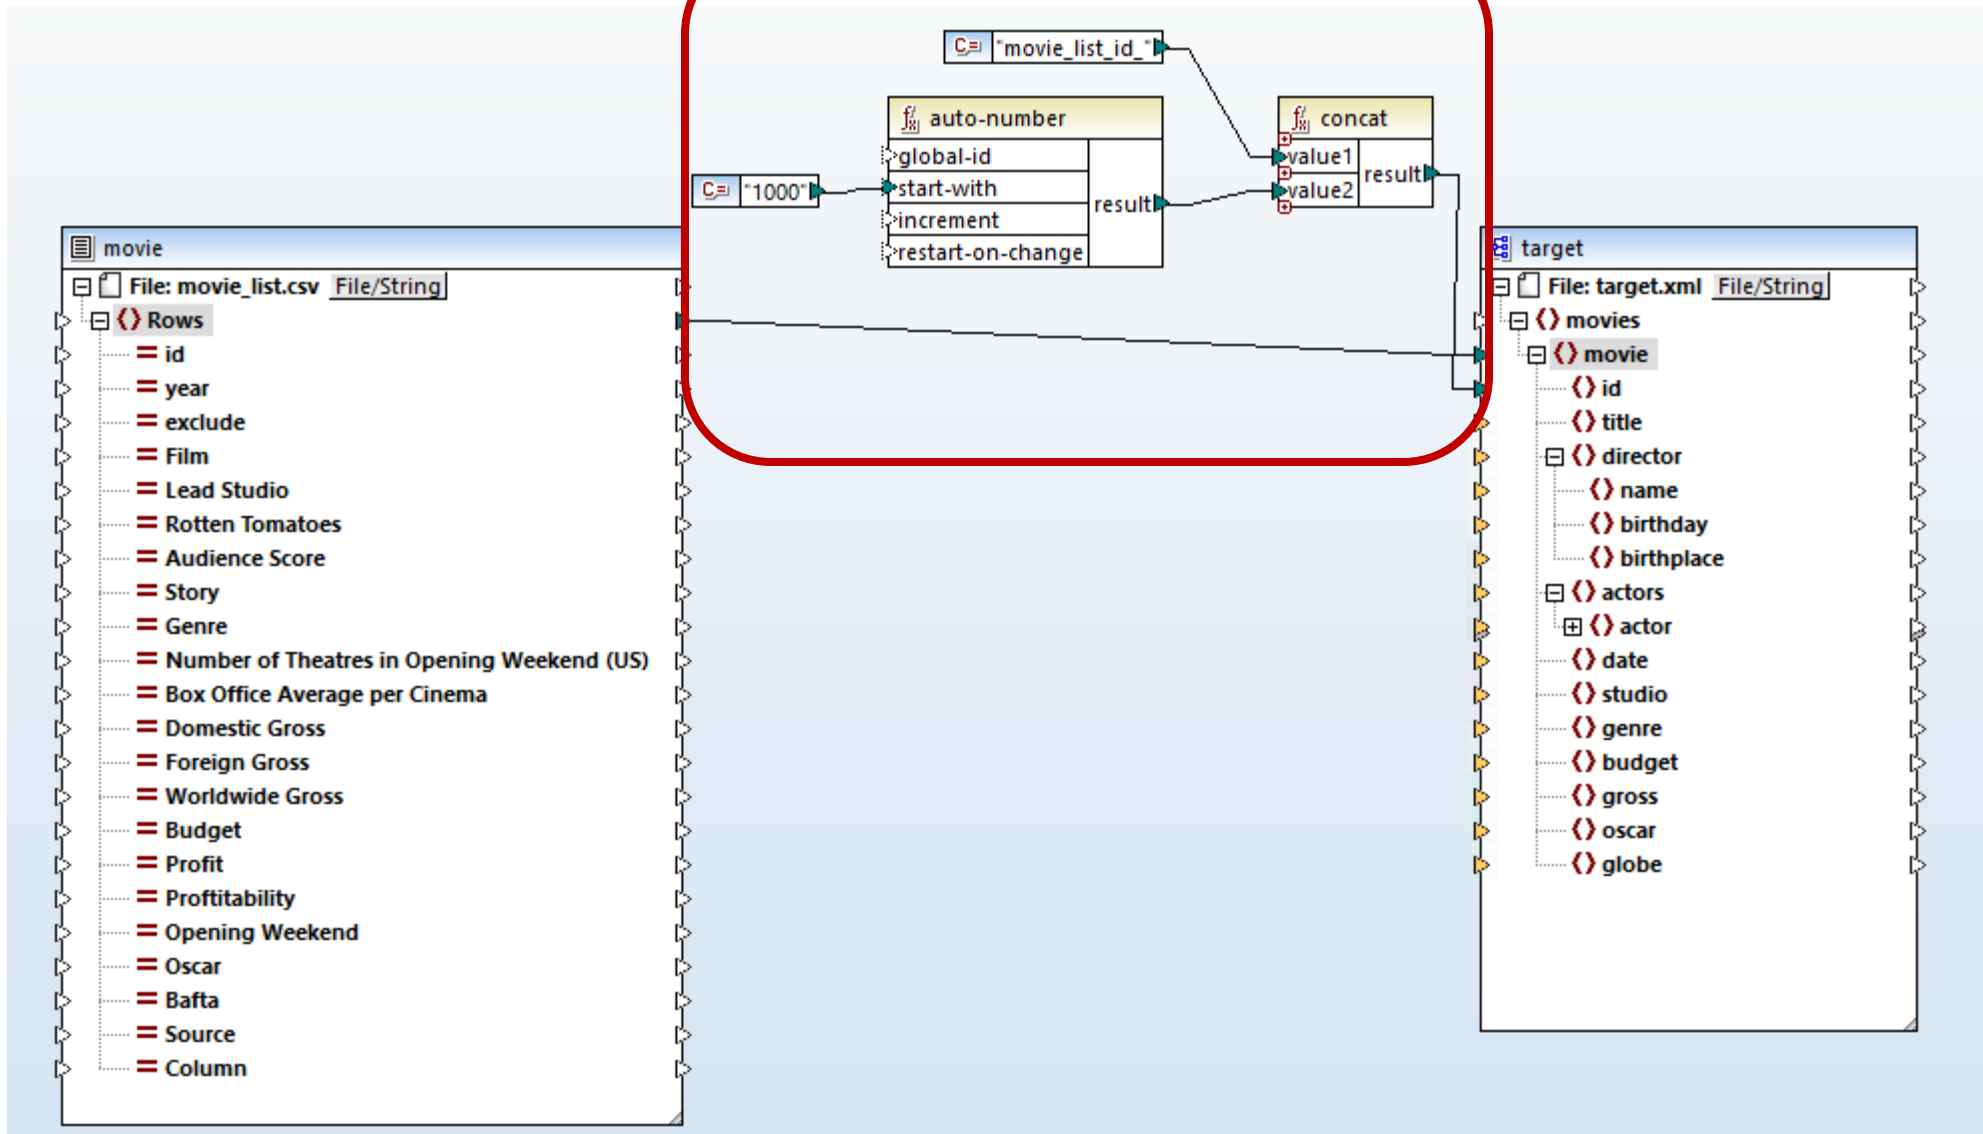 C= "movie_list_id_"
auto-number
global-id
start-with
increment
restart-on-change
result
C= "1000"
concat
value1
value2
result
movie
File: movie_list.csv File/String
Rows
id
year
exclude
Film
Lead Studio
Rotten Tomatoes
Audience Score
Story
Genre
Number of Theatres in Opening Weekend (US)
Box Office Average per Cinema
Domestic Gross
Foreign Gross
Worldwide Gross
Budget
Profit
Proftitability
Opening Weekend
Oscar
Bafta
Source
Column
target
File: target.xml File/String
movies
movie
id
title
director
name
birthday
birthplace
actors
actor
date
studio
genre
budget
gross
oscar
globe